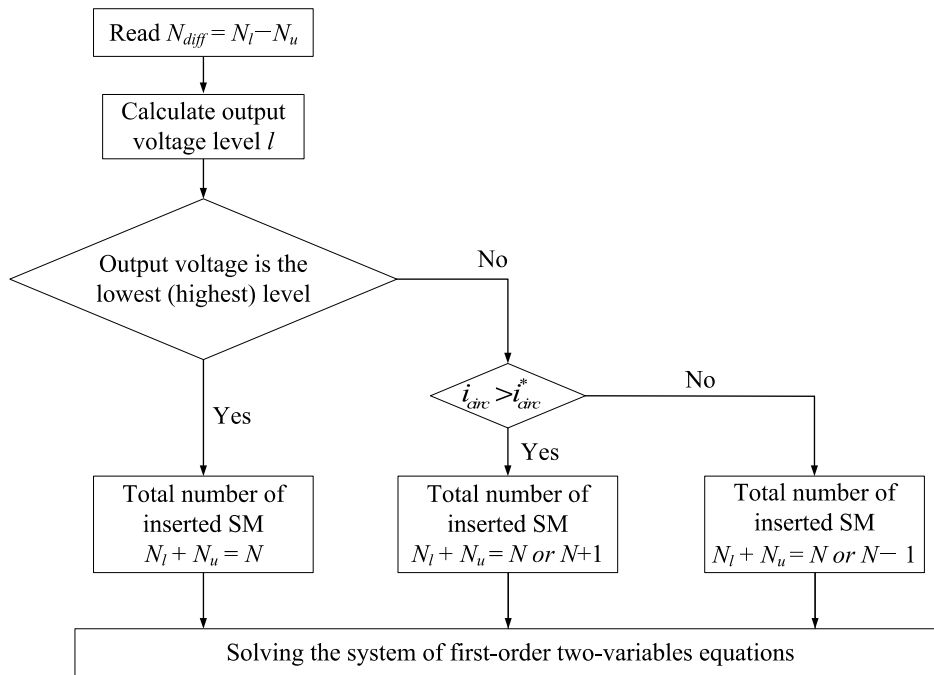 Read N_diff = N_l−N_u
Calculate output
voltage level l
Output voltage is the
lowest (highest) level
No
i_circ >i*_circ
No
Yes
Yes
Total number of
inserted SM
N_l + N_u = N
Total number of
inserted SM
N_l + N_u = N or N+1
Total number of
inserted SM
N_l + N_u = N or N− 1
Solving the system of first-order two-variables equations